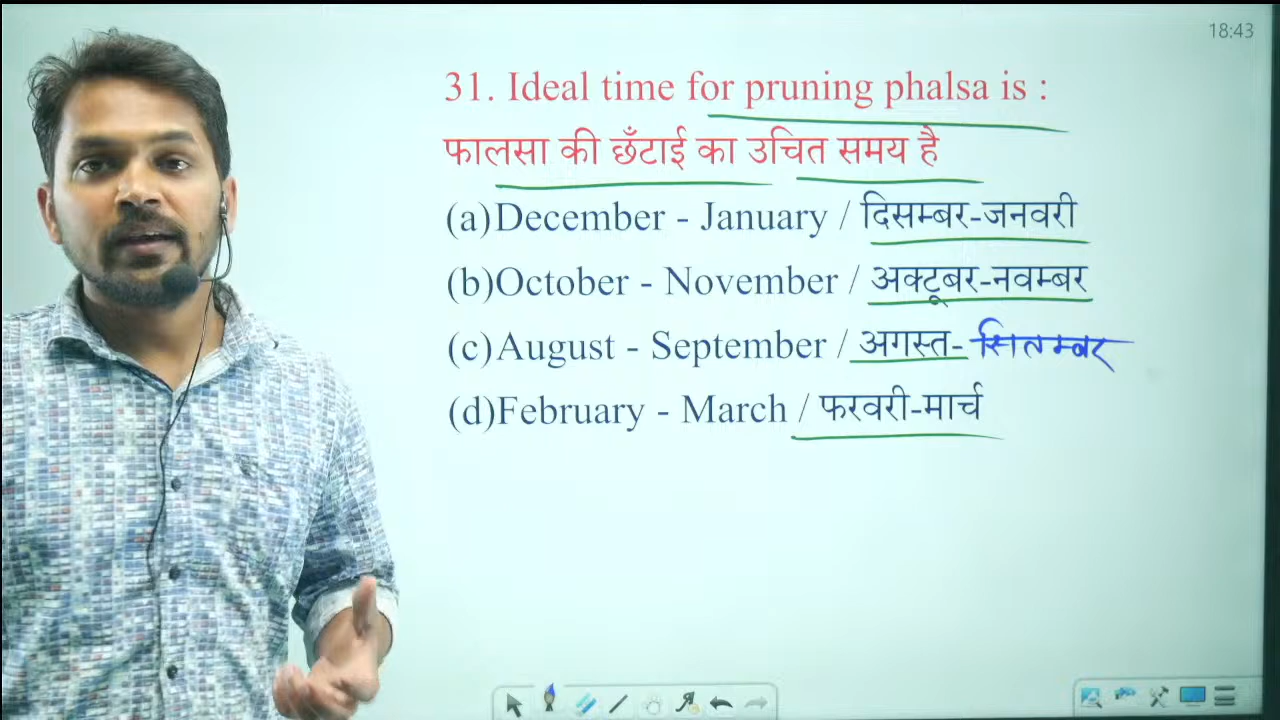 18:43
31. Ideal time for pruning phalsa is :
फालसा की छँटाई का उचित समय है
(a)December - January / दिसम्बर-जनवरी
(b)October - November / अक्टूबर-नवम्बर
(c)August - September / अगस्त- सितम्बर
(d)February - March / फरवरी-मार्च